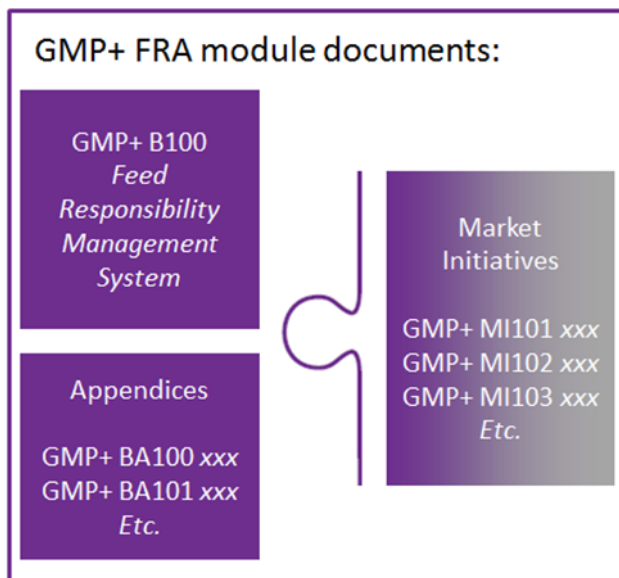 GMP+ FRA module documents:
GMP+ B100
Feed
Responsibility
Management
System
Appendices
GMP+ BA100 xxx
GMP+ BA101 xxx
Etc.
Market
Initiatives
GMP+ MI101 xxx
GMP+ MI102 xxx
GMP+ MI103 xxx
Etc.